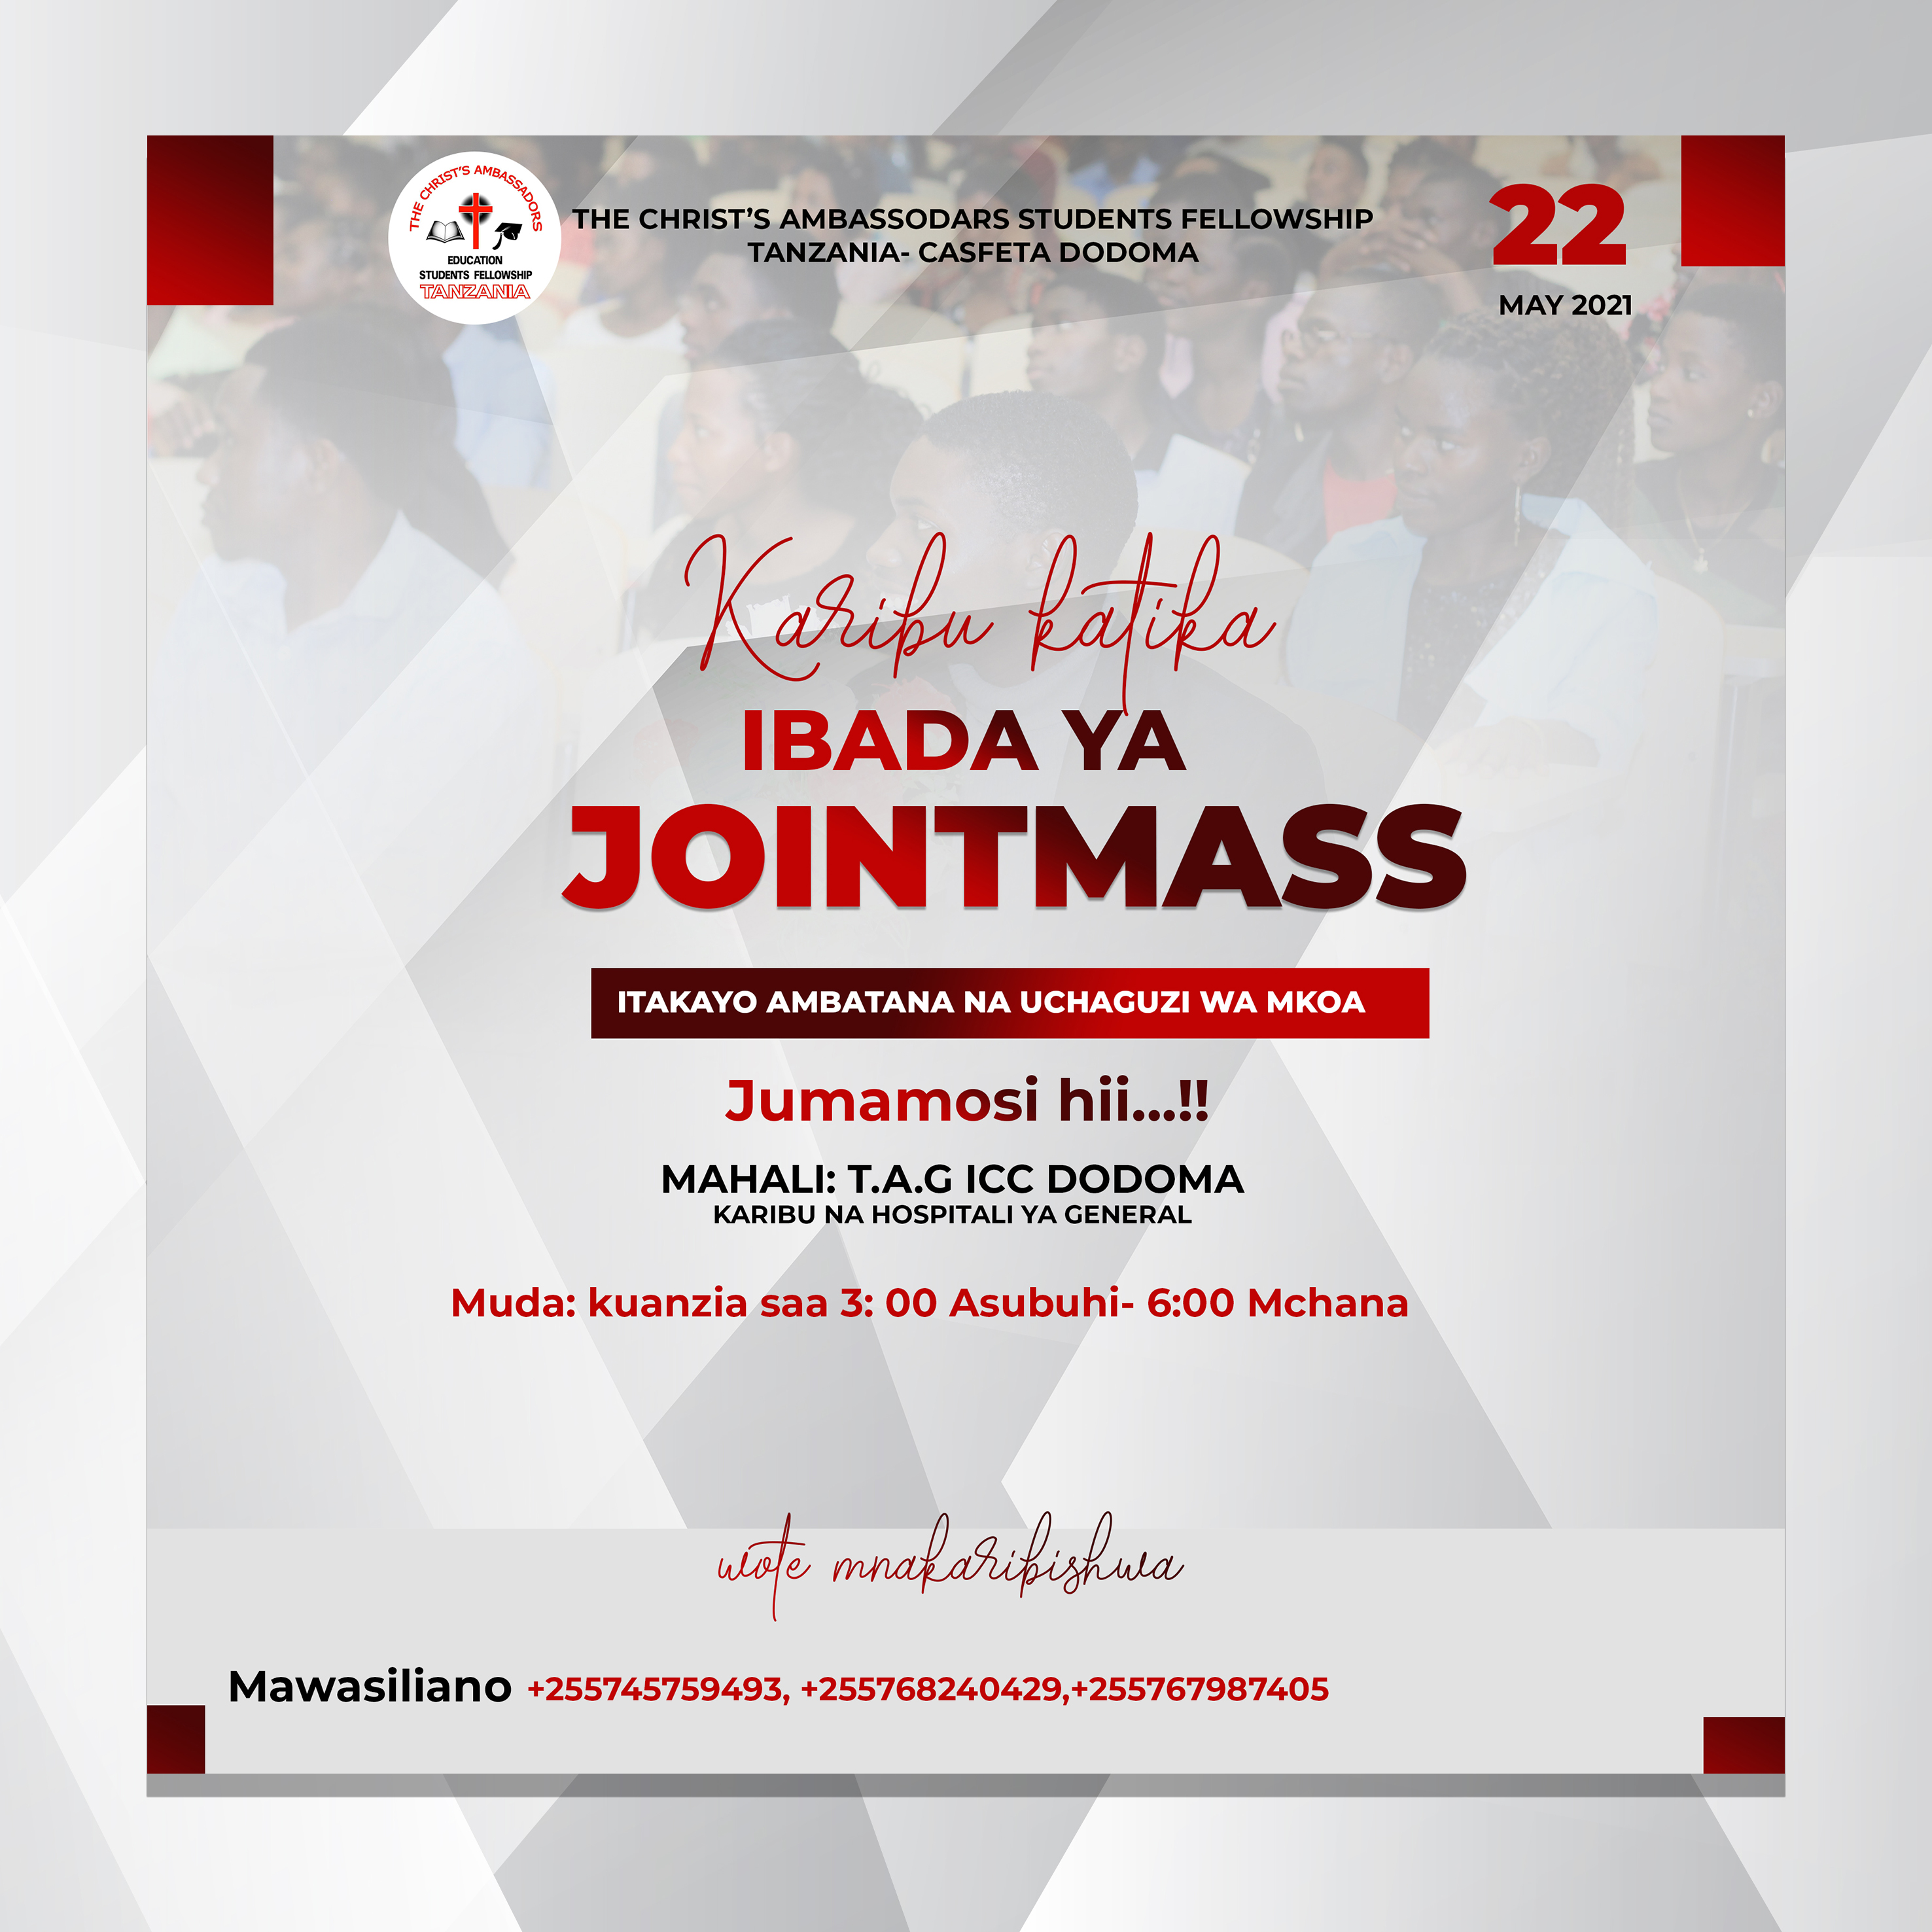 THE CHRIST'S AMBASSADORS
EDUCATION
STUDENTS FELLOWSHIP
TANZANIA
THE CHRIST'S AMBASSODARS STUDENTS FELLOWSHIP
TANZANIA- CASFETA DODOMA
22
MAY 2021
Karibu katika
IBADA YA
JOINTMASS
ITAKAYO AMBATANA NA UCHAGUZI WA MKOA
Jumamosi hii...!!
MAHALI: T.A.G ICC DODOMA
KARIBU NA HOSPITALI YA GENERAL
Muda: kuanzia saa 3: 00 Asubuhi- 6:00 Mchana
wote mnakaribishwa
Mawasiliano +255745759493, +255768240429,+255767987405